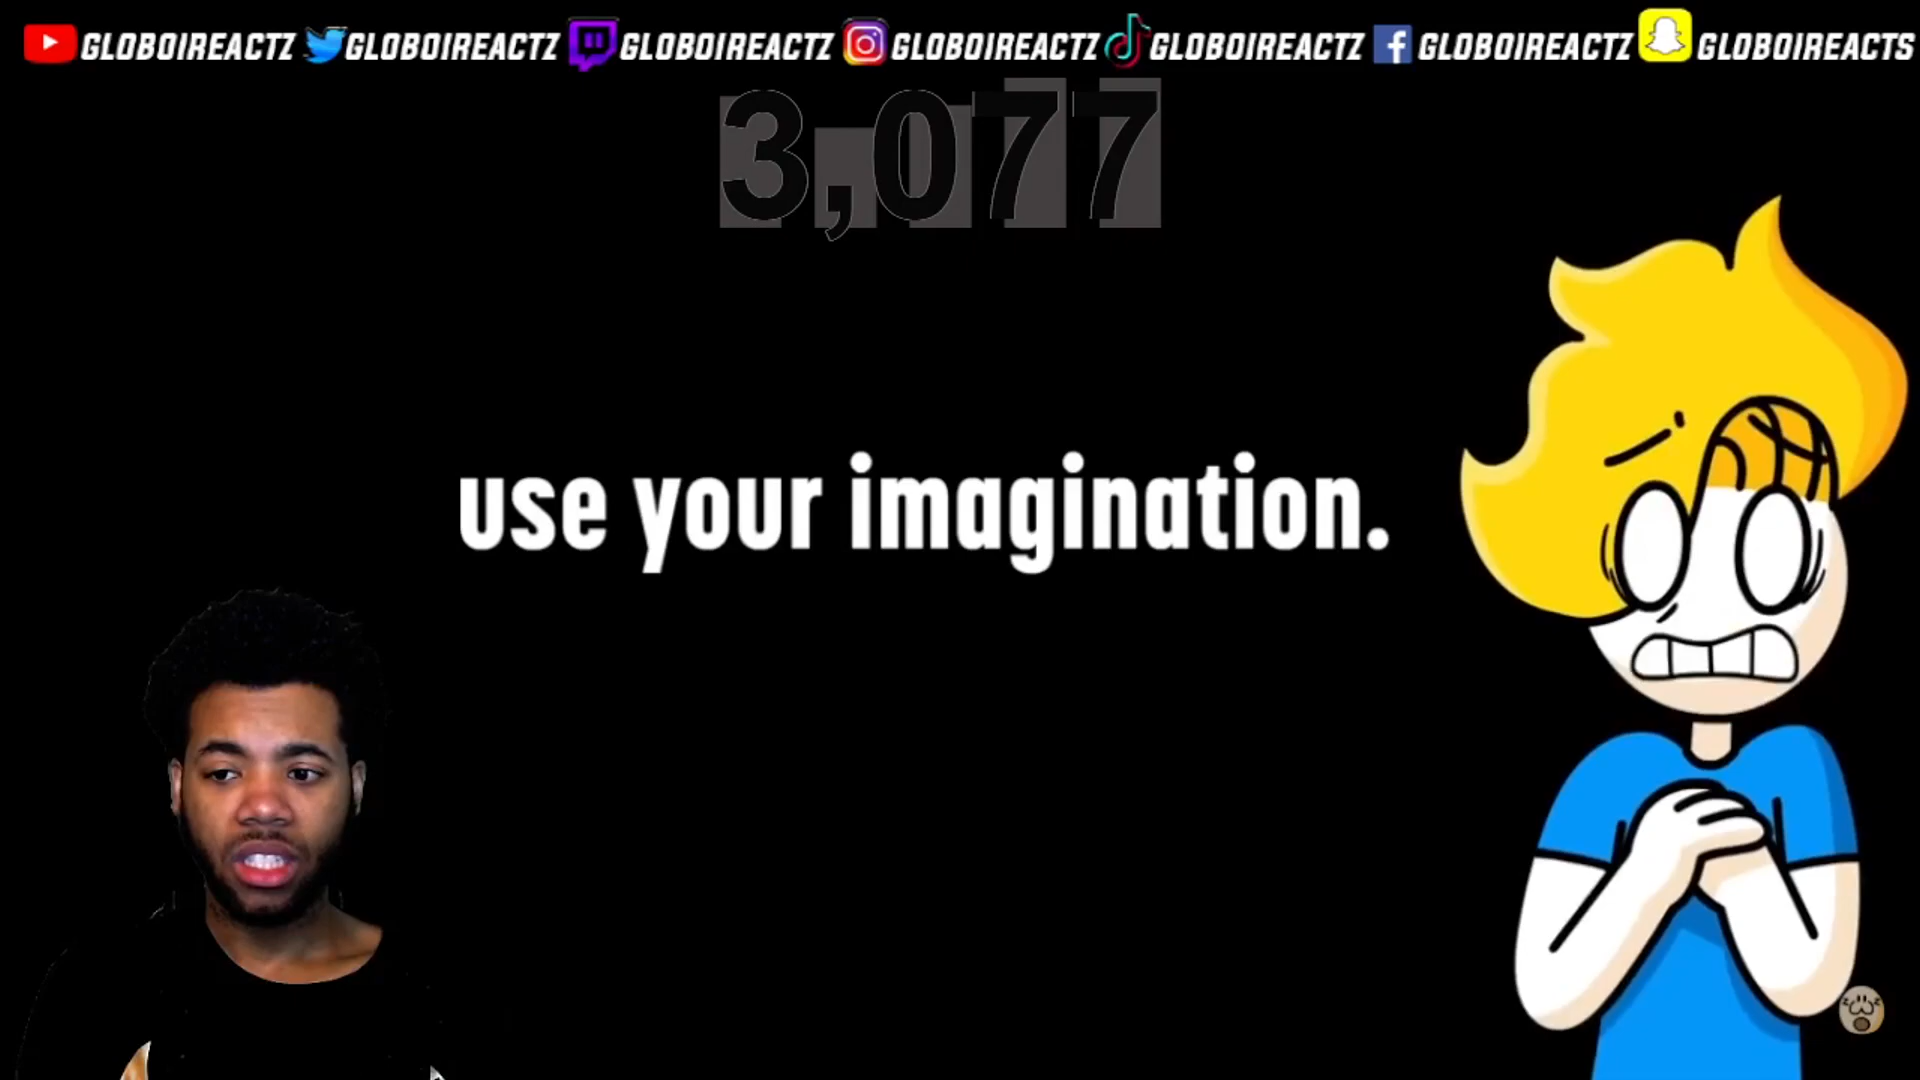 GLOBOIREACTZ GLOBOIREACTZ GLOBOIREACTZ GLOBOIREACTZ GLOBOIREACTZ GLOBOIREACTZ GLOBOIREACTS
3,077
use your imagination.